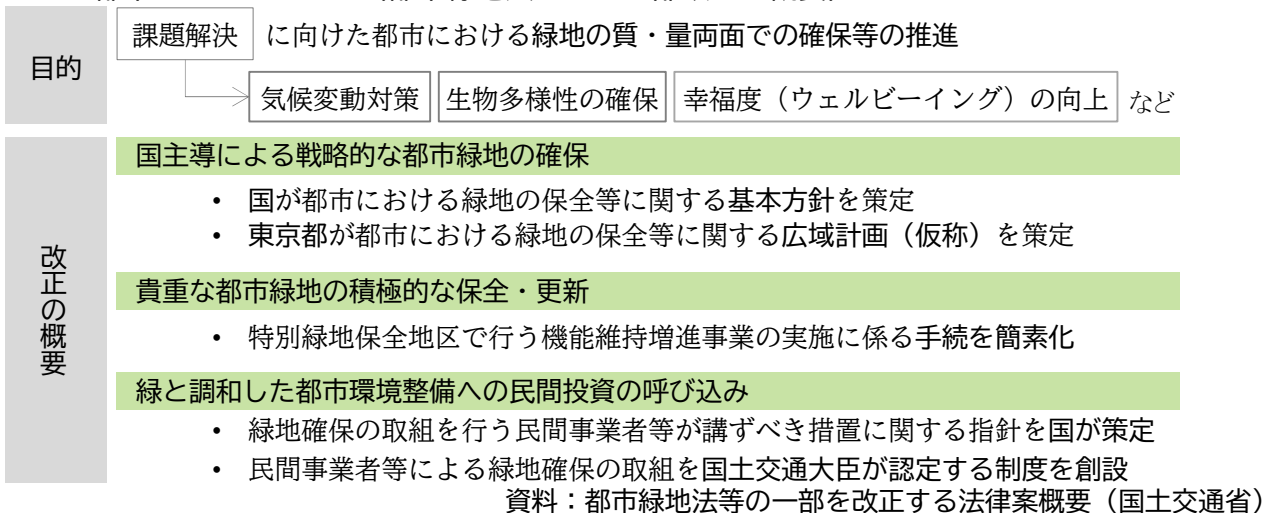 目的
課題解決 に向けた都市における緑地の質・量両面での確保等の推進
気候変動対策 生物多様性の確保 幸福度（ウェルビーイング）の向上 など
改正の概要
国主導による戦略的な都市緑地の確保
• 国が都市における緑地の保全等に関する基本方針を策定
• 東京都が都市における緑地の保全等に関する広域計画（仮称）を策定
貴重な都市緑地の積極的な保全・更新
• 特別緑地保全地区で行う機能維持増進事業の実施に係る手続を簡素化
緑と調和した都市環境整備への民間投資の呼び込み
• 緑地確保の取組を行う民間事業者等が講ずべき措置に関する指針を国が策定
• 民間事業者等による緑地確保の取組を国土交通大臣が認定する制度を創設
資料：都市緑地法等の一部を改正する法律案概要（国土交通省）